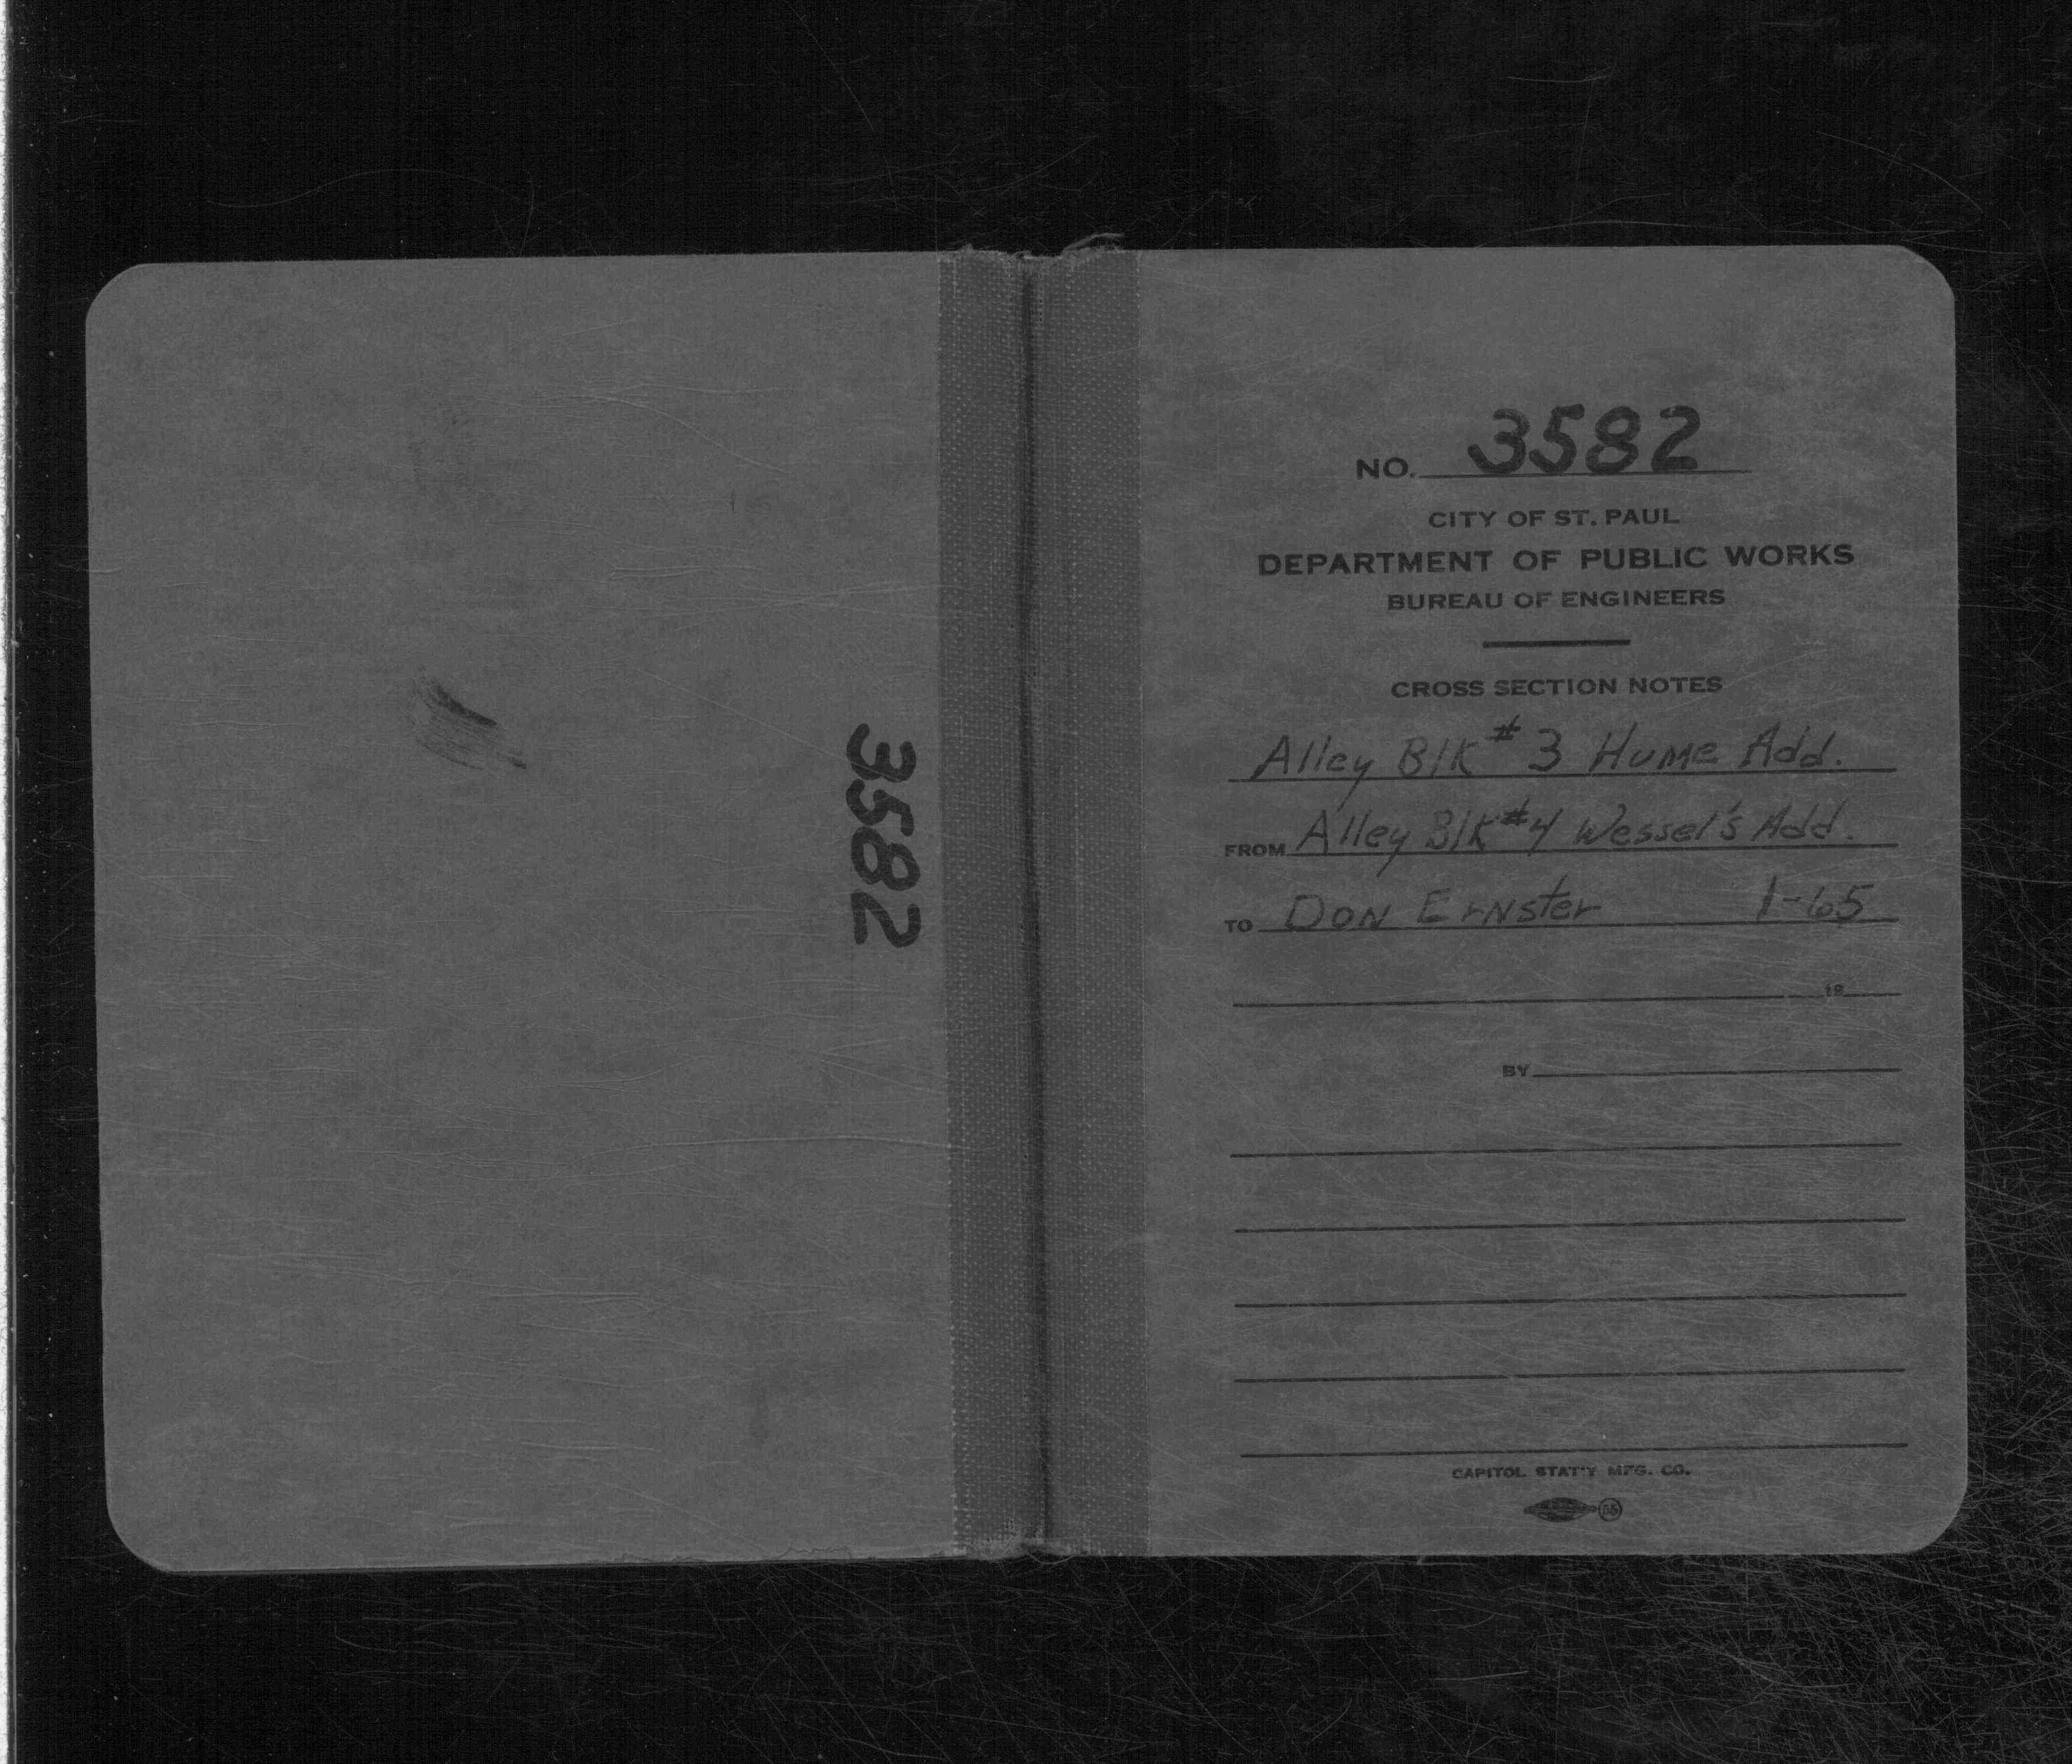 3582
NO. 3582
CITY OF ST. PAUL
DEPARTMENT OF PUBLIC WORKS
BUREAU OF ENGINEERS
CROSS SECTION NOTES
Alley Blk # 3 Hume Add.
FROM Alley Blk #4 Wessel's Add.
TO Don Ernster 1-65
19
BY
CAPITOL STAT'Y MFG. CO.